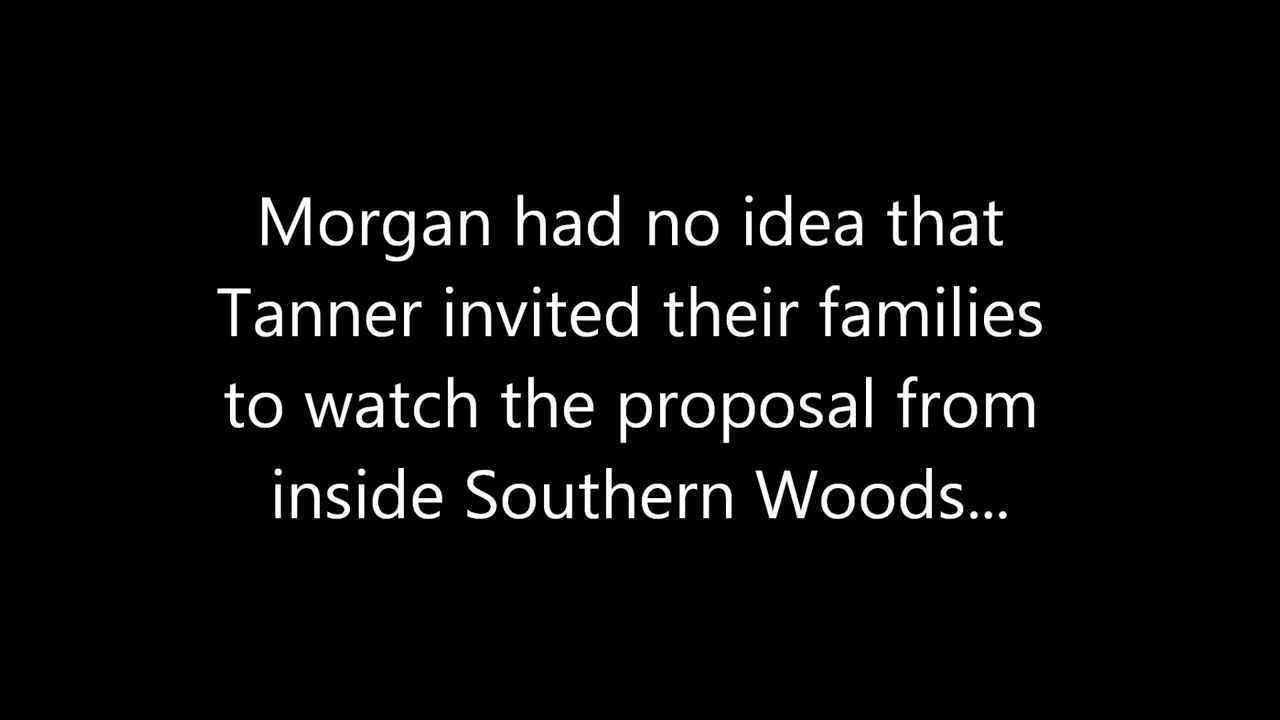 Morgan had no idea that
Tanner invited their families
to watch the proposal from
inside Southern Woods...